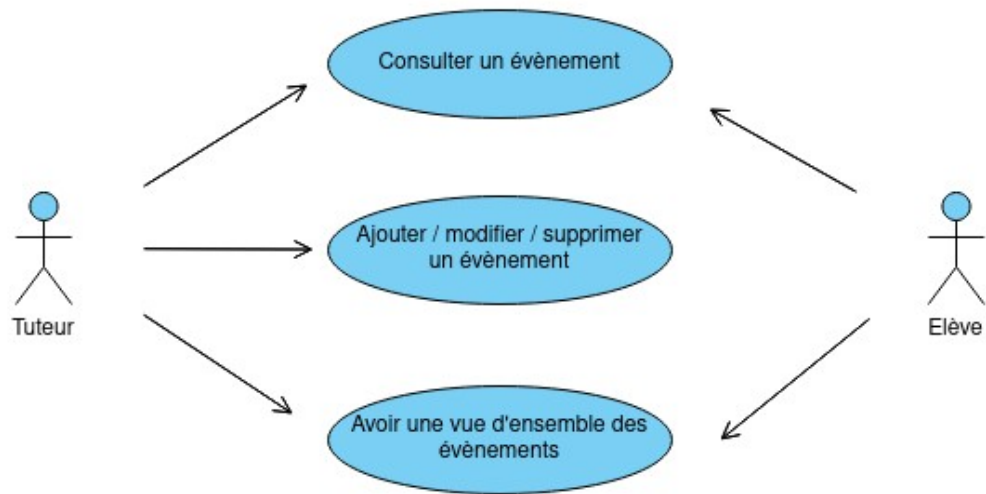 Consulter un évènement
Ajouter / modifier / supprimer
un évènement
Tuteur
Elève
Avoir une vue d'ensemble des
évènements